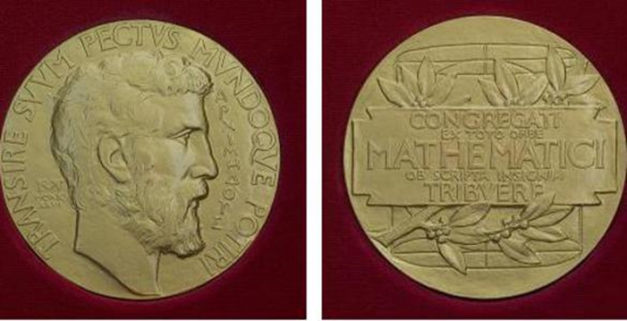 TRANSIRE SVVM PECTVS MVNDOQVE POTIRI
CONGREGATI
EX TOTO ORBE
MATHEMATICI
OB SCRIPTA INSIGNIA
TRIBVERE